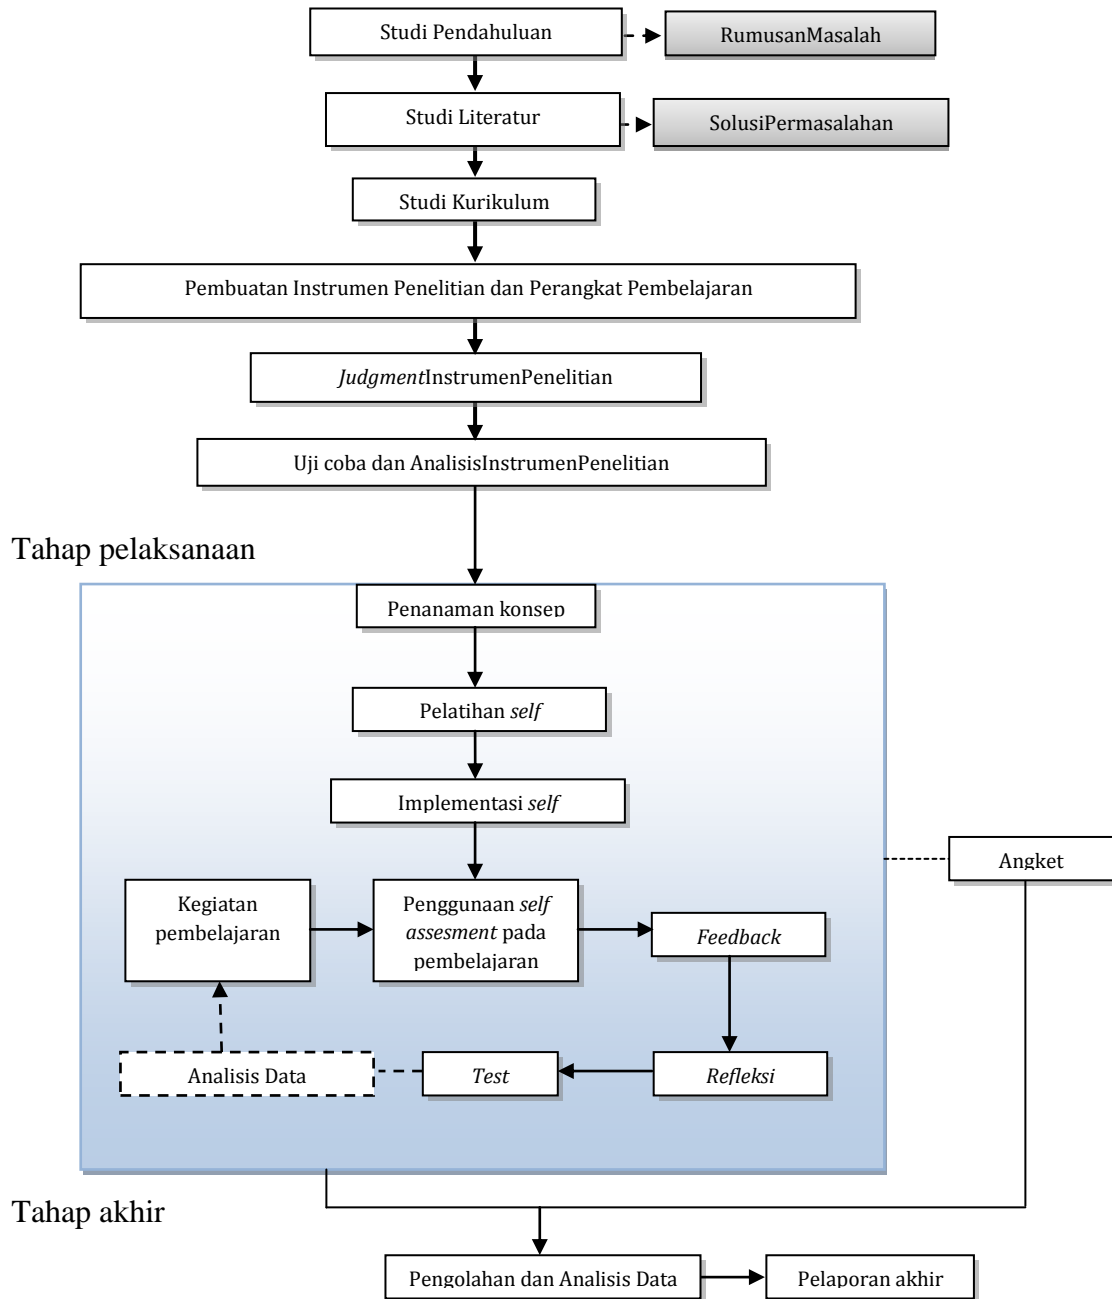 Studi Pendahuluan
RumusanMasalah
Studi Literatur
SolusiPermasalahan
Studi Kurikulum
Pembuatan Instrumen Penelitian dan Perangkat Pembelajaran
JudgmentInstrumenPenelitian
Uji coba dan AnalisisInstrumenPenelitian
Tahap pelaksanaan
Penanaman konsep
Pelatihan self
Implementasi self
Angket
Kegiatan
pembelajaran
Penggunaan self
assesment pada
pembelajaran
Feedback
Analisis Data
Test
Refleksi
Tahap akhir
Pengolahan dan Analisis Data
Pelaporan akhir